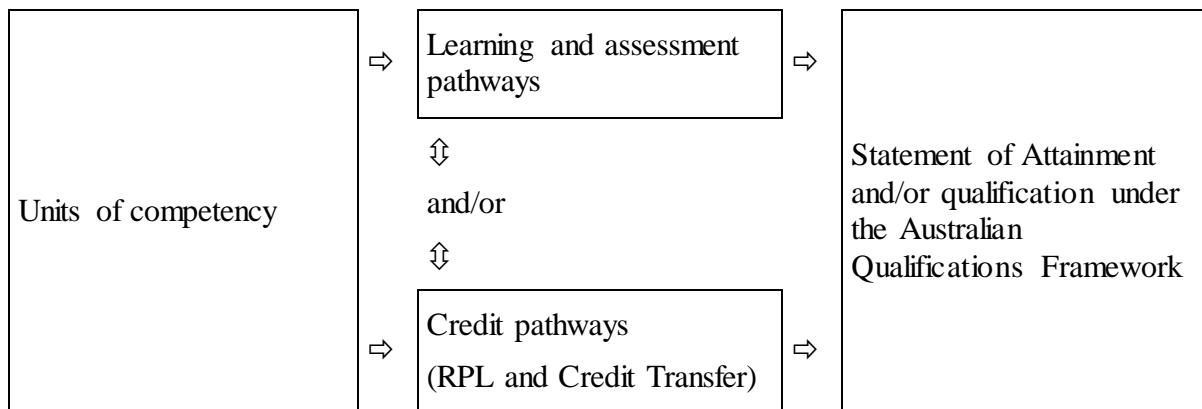 Units of competency
⇨
Learning and assessment
pathways
⇨
⇳
and/or
⇳
⇨
Credit pathways
(RPL and Credit Transfer)
⇨
Statement of Attainment
and/or qualification under
the Australian
Qualifications Framework